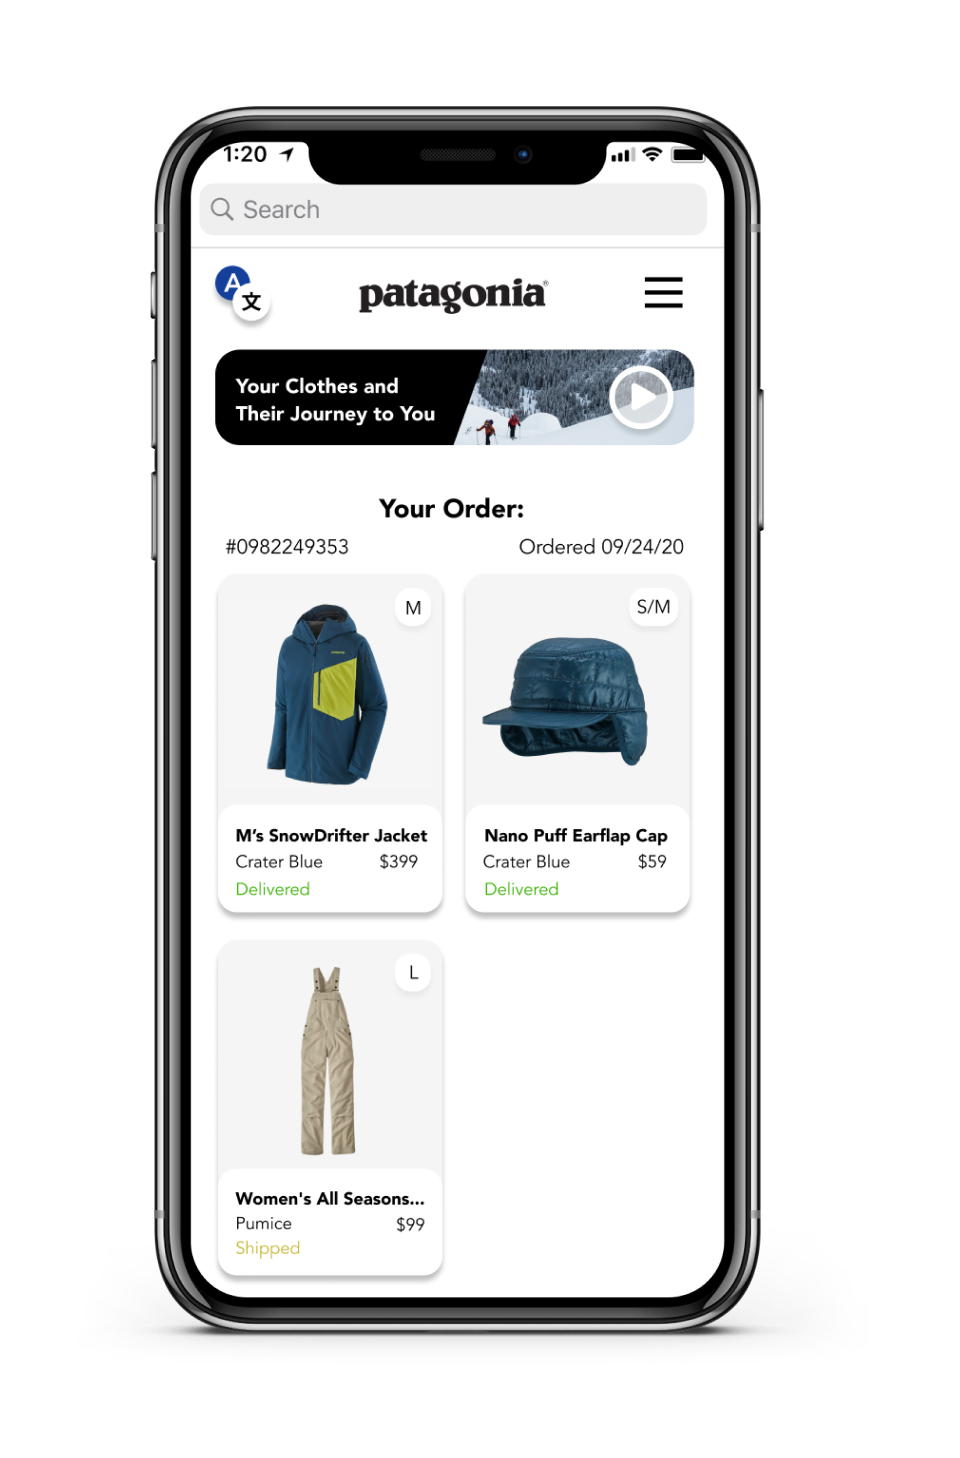 1:20
Search
A
文
patagonia®
Your Clothes and
Their Journey to You
Your Order:
#0982249353 Ordered 09/24/20
M
S/M
patagonia
M's SnowDrifter Jacket
Crater Blue $399
Delivered
Nano Puff Earflap Cap
Crater Blue $59
Delivered
L
Women's All Seasons...
Pumice $99
Shipped